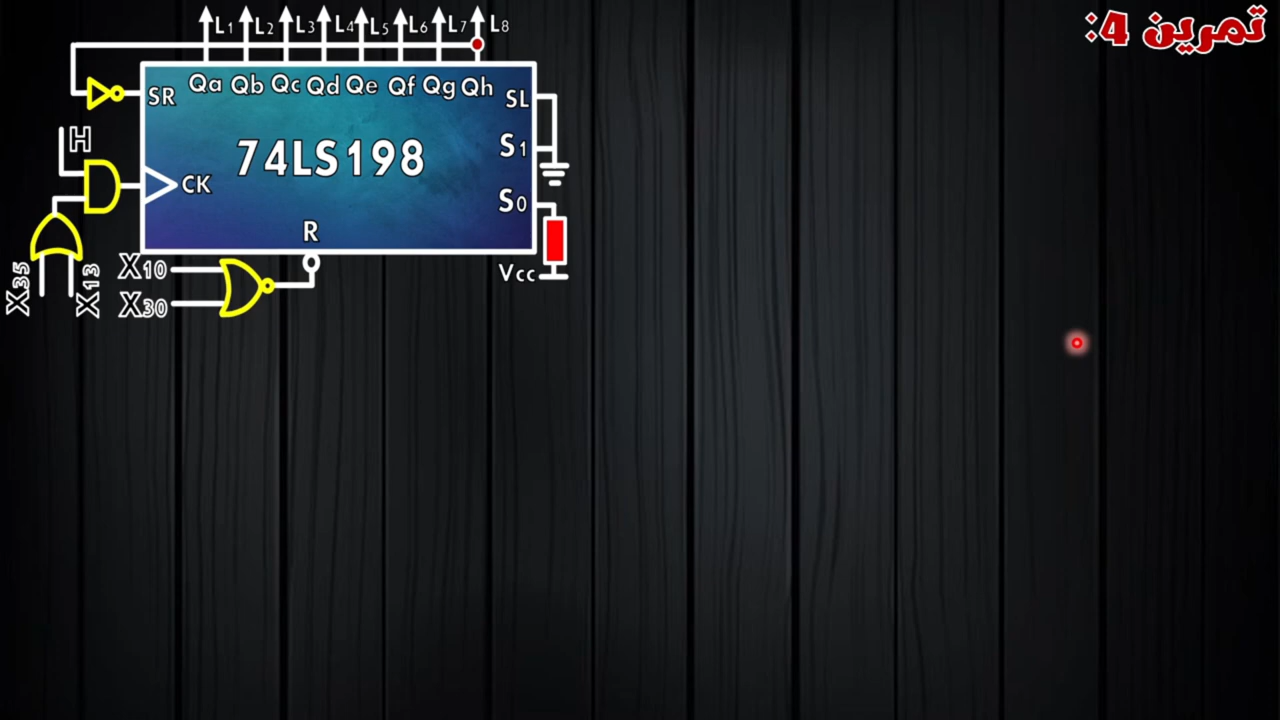 تمرين 4:
L1 L2 L3 L4 L5 L6 L7 L8
Qa Qb Qc Qd Qe Qf Qg Qh
SR
SL
H
74LS198
S1
CK
S0
R
X10
Vcc
X35
X13
X30